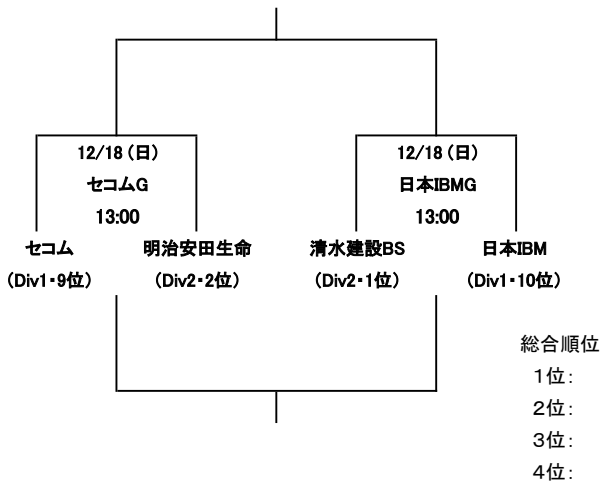 12/18(日)
セコムG
13:00
12/18(日)
日本IBMG
13:00
セコム
(Div1・9位)
明治安田生命
(Div2・2位)
清水建設BS
(Div2・1位)
日本IBM
(Div1・10位)
総合順位
1位:
2位:
3位:
4位: